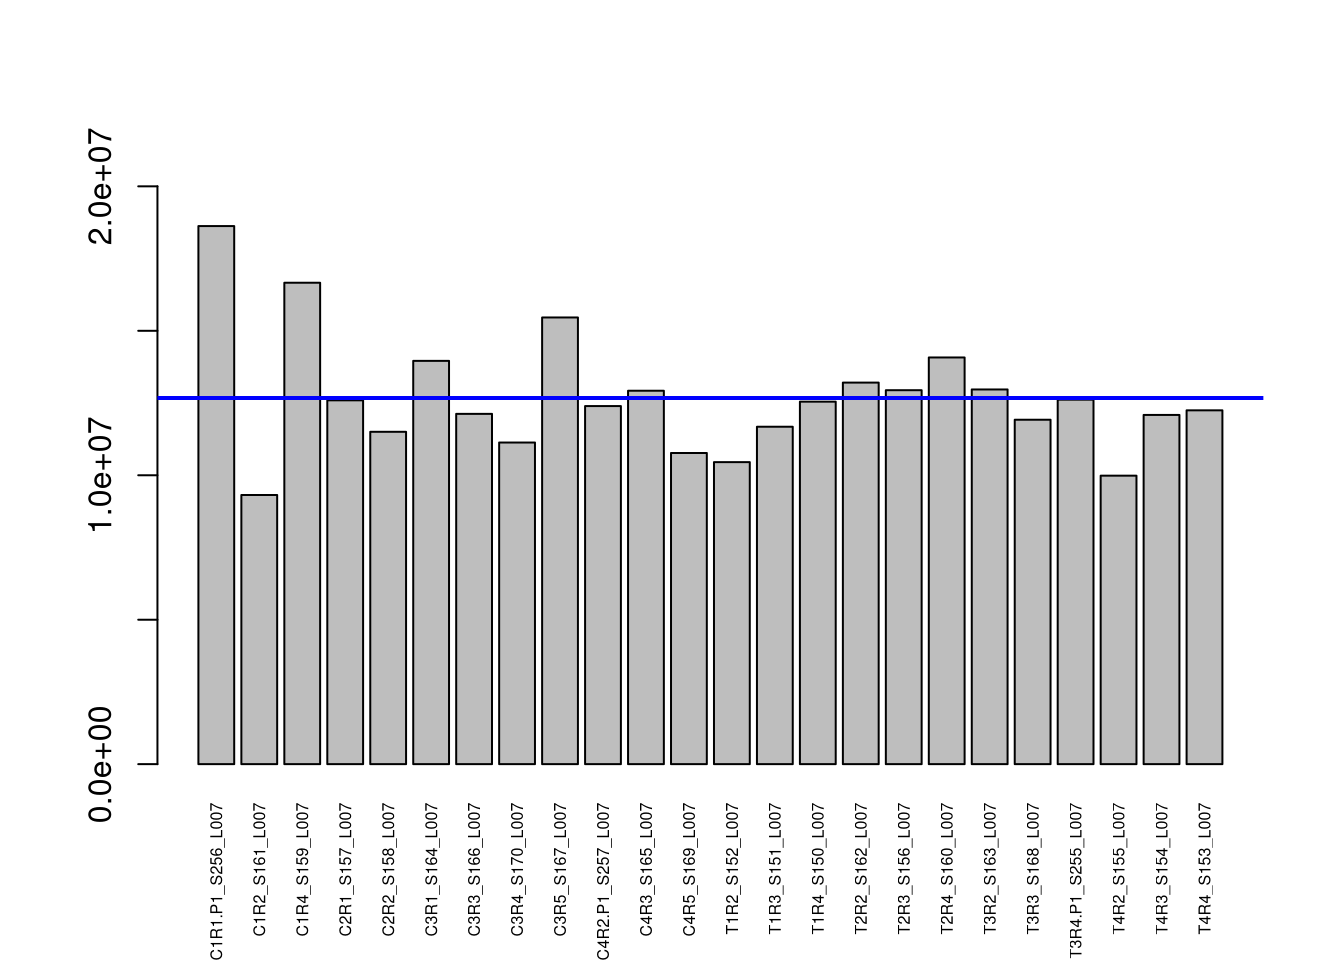 2.0e+07
1.0e+07
0.0e+00
C1R1.P1_S256_L007
C1R2_S161_L007
C1R4_S159_L007
C2R1_S157_L007
C2R2_S158_L007
C3R1_S164_L007
C3R3_S166_L007
C3R4_S170_L007
C3R5_S167_L007
C4R2.P1_S257_L007
C4R3_S165_L007
C4R5_S169_L007
T1R2_S152_L007
T1R3_S151_L007
T1R4_S150_L007
T2R2_S162_L007
T2R3_S156_L007
T2R4_S160_L007
T3R2_S163_L007
T3R3_S168_L007
T3R4.P1_S255_L007
T4R2_S155_L007
T4R3_S154_L007
T4R4_S153_L007